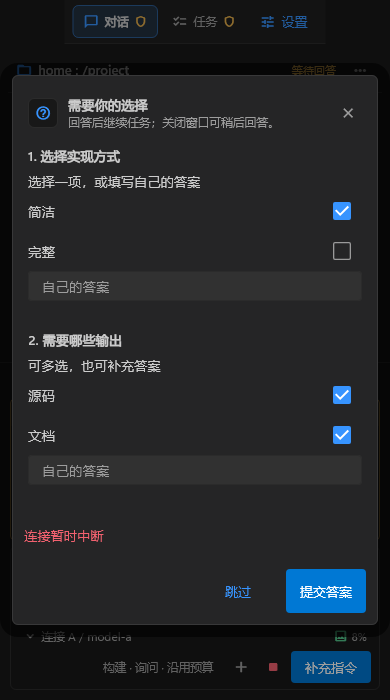 对话
任务
设置
home : /project
等待回答
需要你的选择
回答后继续任务；关闭窗口可稍后回答。
1. 选择实现方式
选择一项，或填写自己的答案
简洁
完整
自己的答案
2. 需要哪些输出
可多选，也可补充答案
源码
文档
自己的答案
连接暂时中断
跳过
提交答案
连接 A / model-a
8%
构建 · 询问 · 沿用预算
补充指令